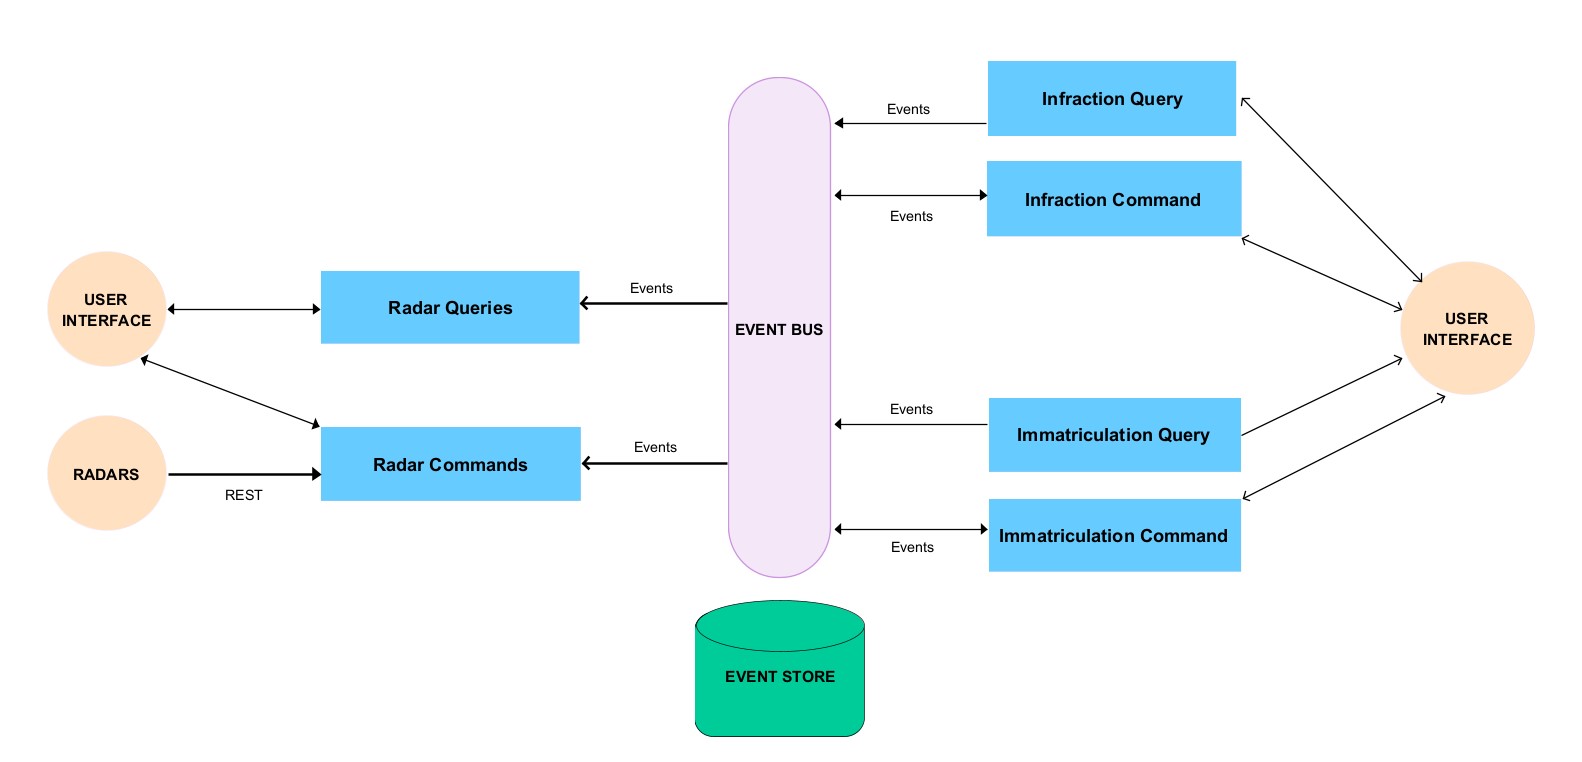 Events
Infraction Query
Infraction Command
Events
USER
INTERFACE
Radar Queries
Events
EVENT BUS
USER
INTERFACE
RADARS
REST
Radar Commands
Events
Events
Immatriculation Query
Immatriculation Command
Events
EVENT STORE